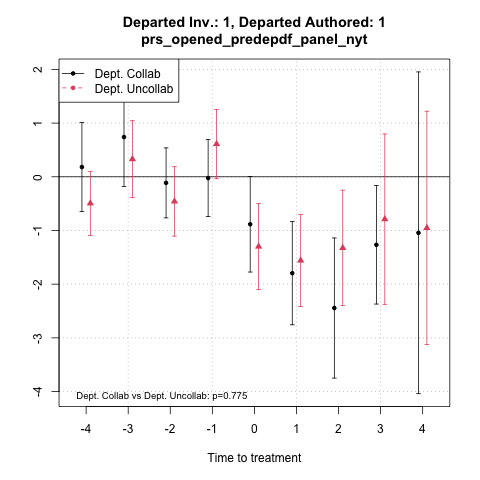 Departed Inv.: 1, Departed Authored: 1
prs_opened_predepdf_panel_nyt
Dept. Collab
Dept. Uncollab
2
1
0
-1
-2
-3
-4
Dept. Collab vs Dept. Uncollab: p=0.775
-4 -3 -2 -1 0 1 2 3 4
Time to treatment